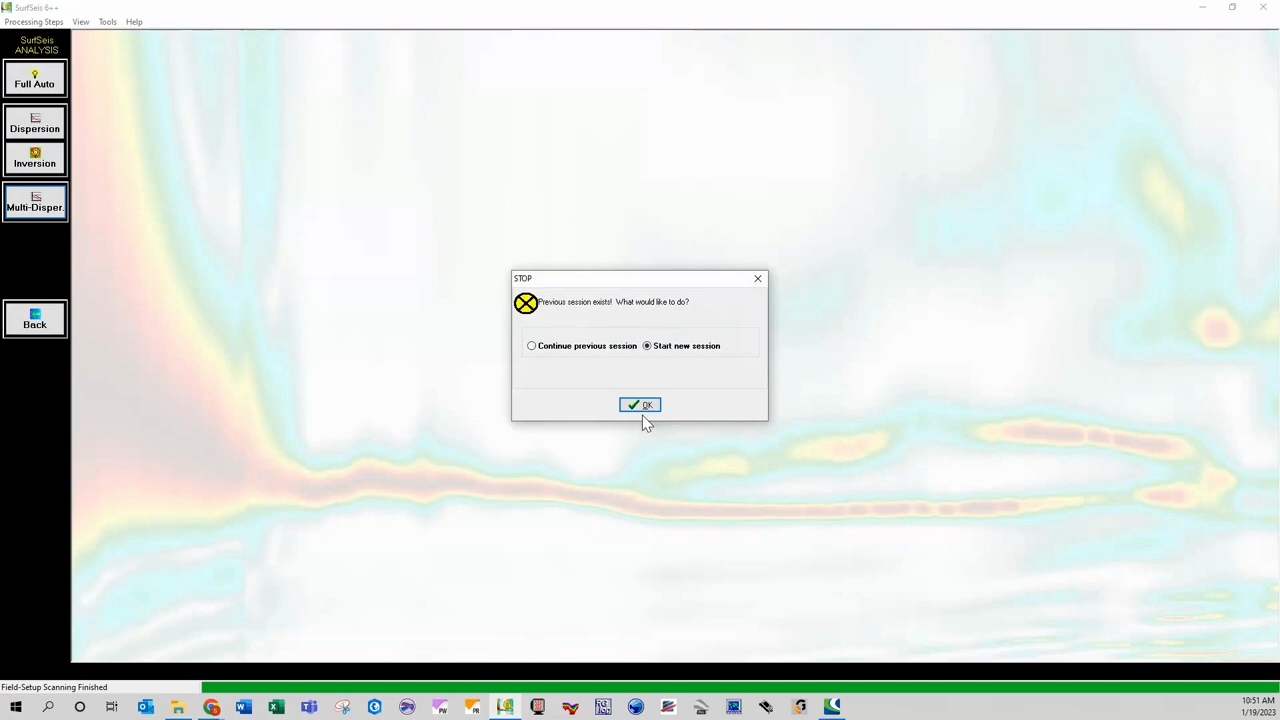 SurfSeis 6++
Processing Steps View Tools Help
SurfSeis
ANALYSIS
Full Auto
Dispersion
Inversion
Multi-Disper.
Back
STOP
Previous session exists! What would like to do?
Continue previous session Start new session
OK
Field-Setup Scanning Finished
10:51 AM
1/19/2023